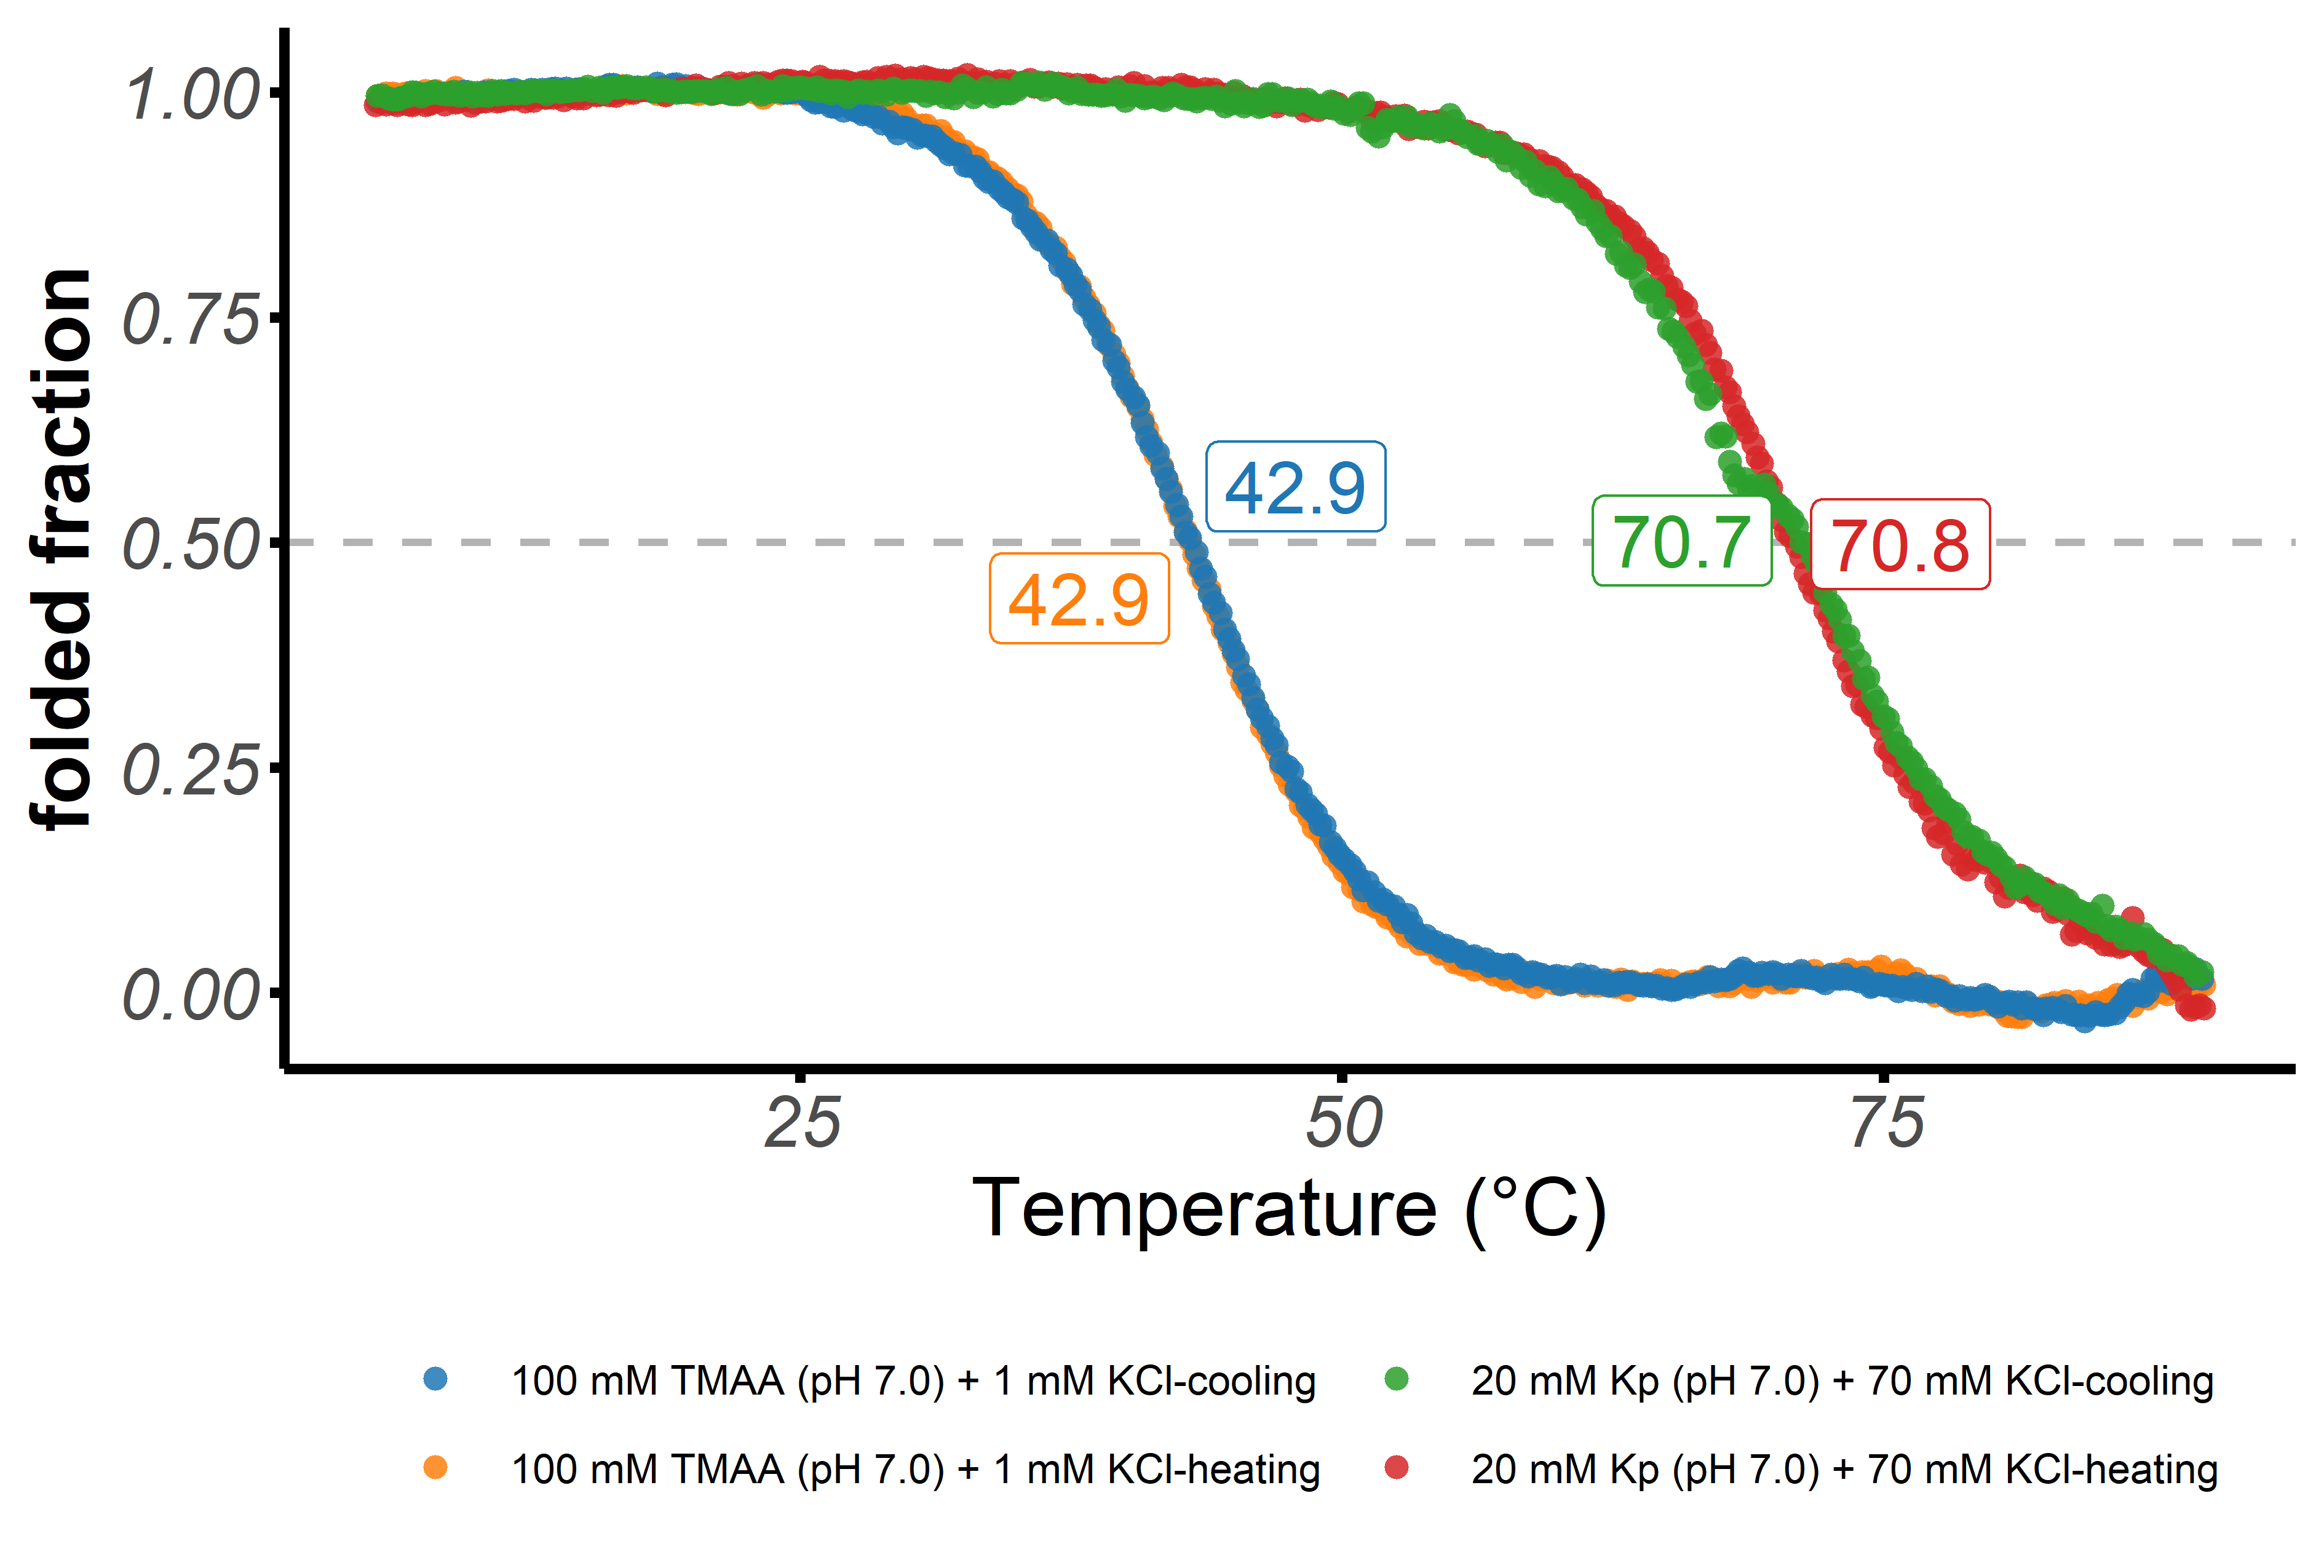 1.00
0.75
0.50
0.25
0.00
folded fraction
42.9
42.9
70.7
70.8
25
50
75
Temperature (°C)
100 mM TMAA (pH 7.0) + 1 mM KCl-cooling
20 mM Kp (pH 7.0) + 70 mM KCl-cooling
100 mM TMAA (pH 7.0) + 1 mM KCl-heating
20 mM Kp (pH 7.0) + 70 mM KCl-heating